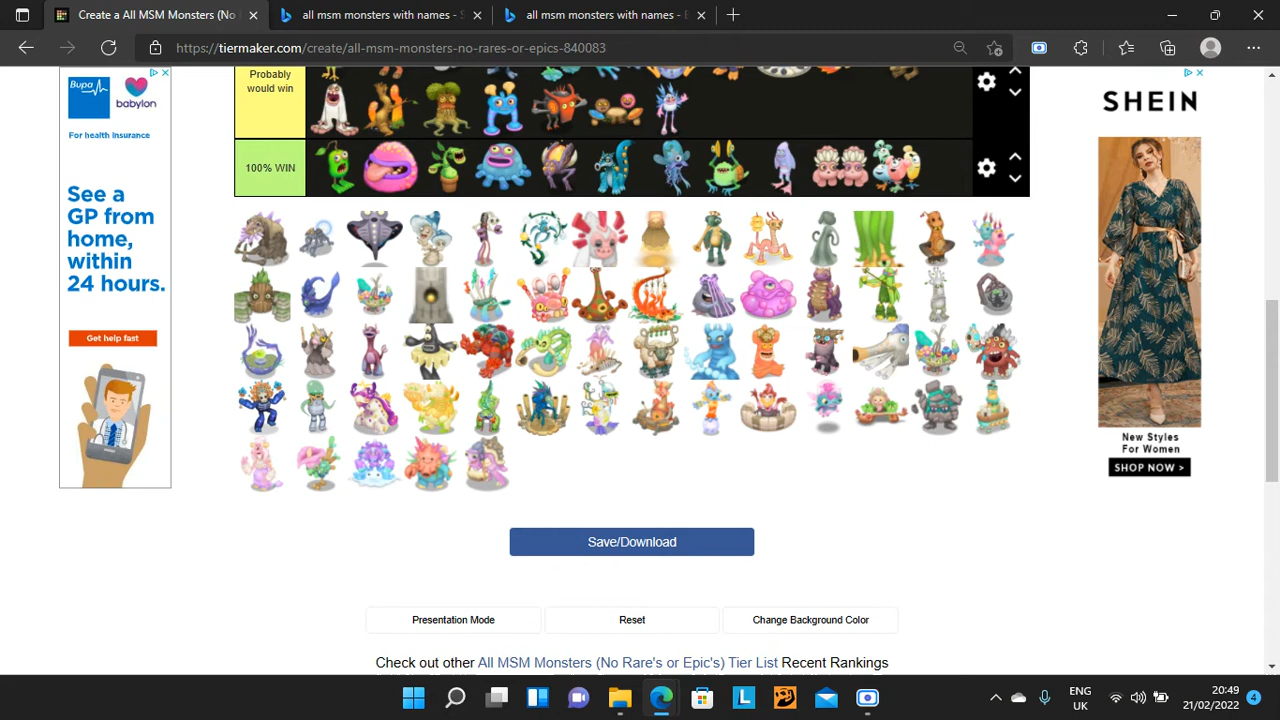 Create a All MSM Monsters (No
all msm monsters with names - S
all msm monsters with names - E
https://tiermaker.com/create/all-msm-monsters-no-rares-or-epics-840083
Bupa
babylon
For health insurance
See a
GP from
home,
within
24 hours.
Get help fast
Probably
would win
100% WIN
SHEIN
New Styles
For Women
SHOP NOW >
Save/Download
Presentation Mode
Reset
Change Background Color
Check out other All MSM Monsters (No Rare's or Epic's) Tier List Recent Rankings
L
ENG
UK
20:49
21/02/2022
4